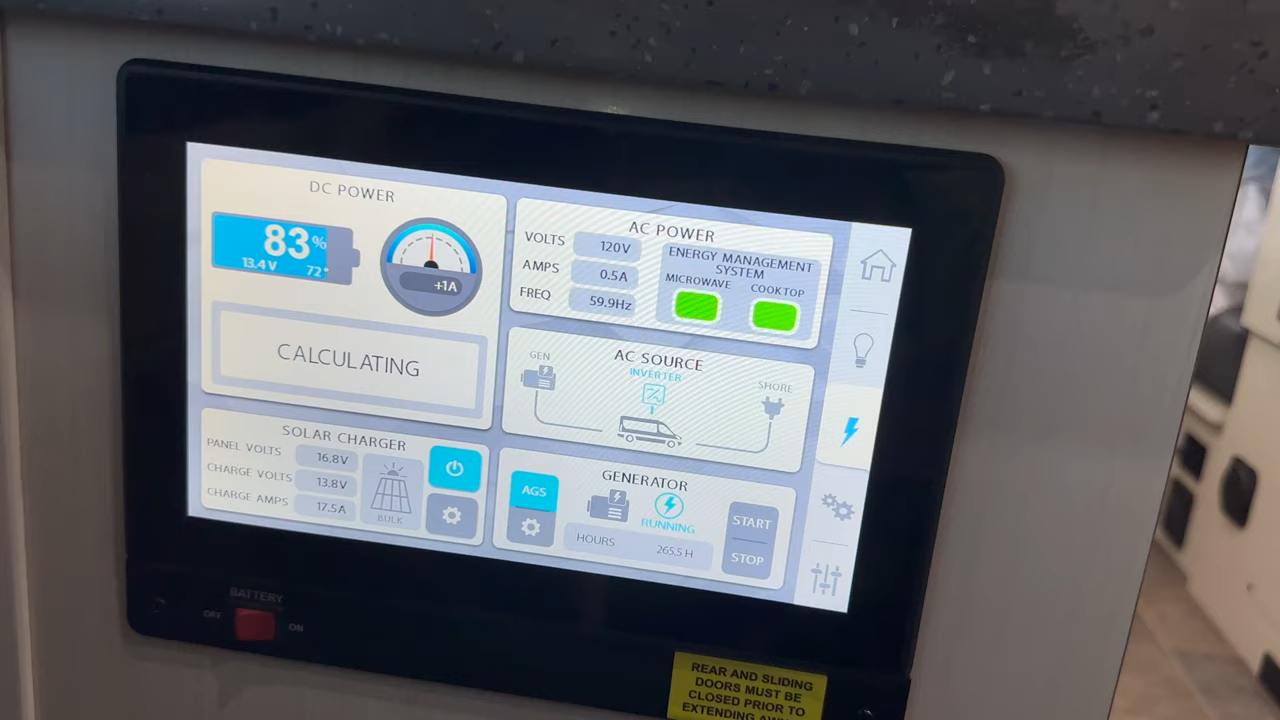 DC POWER
83%
13.4V 72°
+1A
CALCULATING
SOLAR CHARGER
PANEL VOLTS 16.8V
CHARGE VOLTS 13.8V
CHARGE AMPS 17.5A
BULK
AC POWER
VOLTS 120V
AMPS 0.5A
FREQ 59.9Hz
ENERGY MANAGEMENT
SYSTEM
MICROWAVE COOKTOP
AC SOURCE
GEN
INVERTER
SHORE
GENERATOR
AGS
RUNNING
HOURS 265.5 H
START
STOP
BATTERY
OFF ON
REAR AND SLIDING
DOORS MUST BE
CLOSED PRIOR TO
EXTENDING